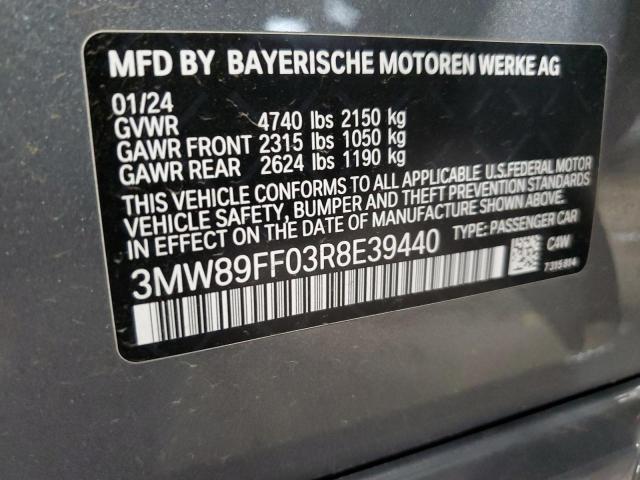 MFD BY BAYERISCHE MOTOREN WERKE AG
01/24
GVWR 4740 lbs 2150 kg
GAWR FRONT 2315 lbs 1050 kg
GAWR REAR 2624 lbs 1190 kg
THIS VEHICLE CONFORMS TO ALL APPLICABLE U.S.FEDERAL MOTOR
VEHICLE SAFETY, BUMPER AND THEFT PREVENTION STANDARDS
IN EFFECT ON THE DATE OF MANUFACTURE SHOWN ABOVE.
TYPE: PASSENGER CAR
3MW89FF03R8E39440
C4W
7315814